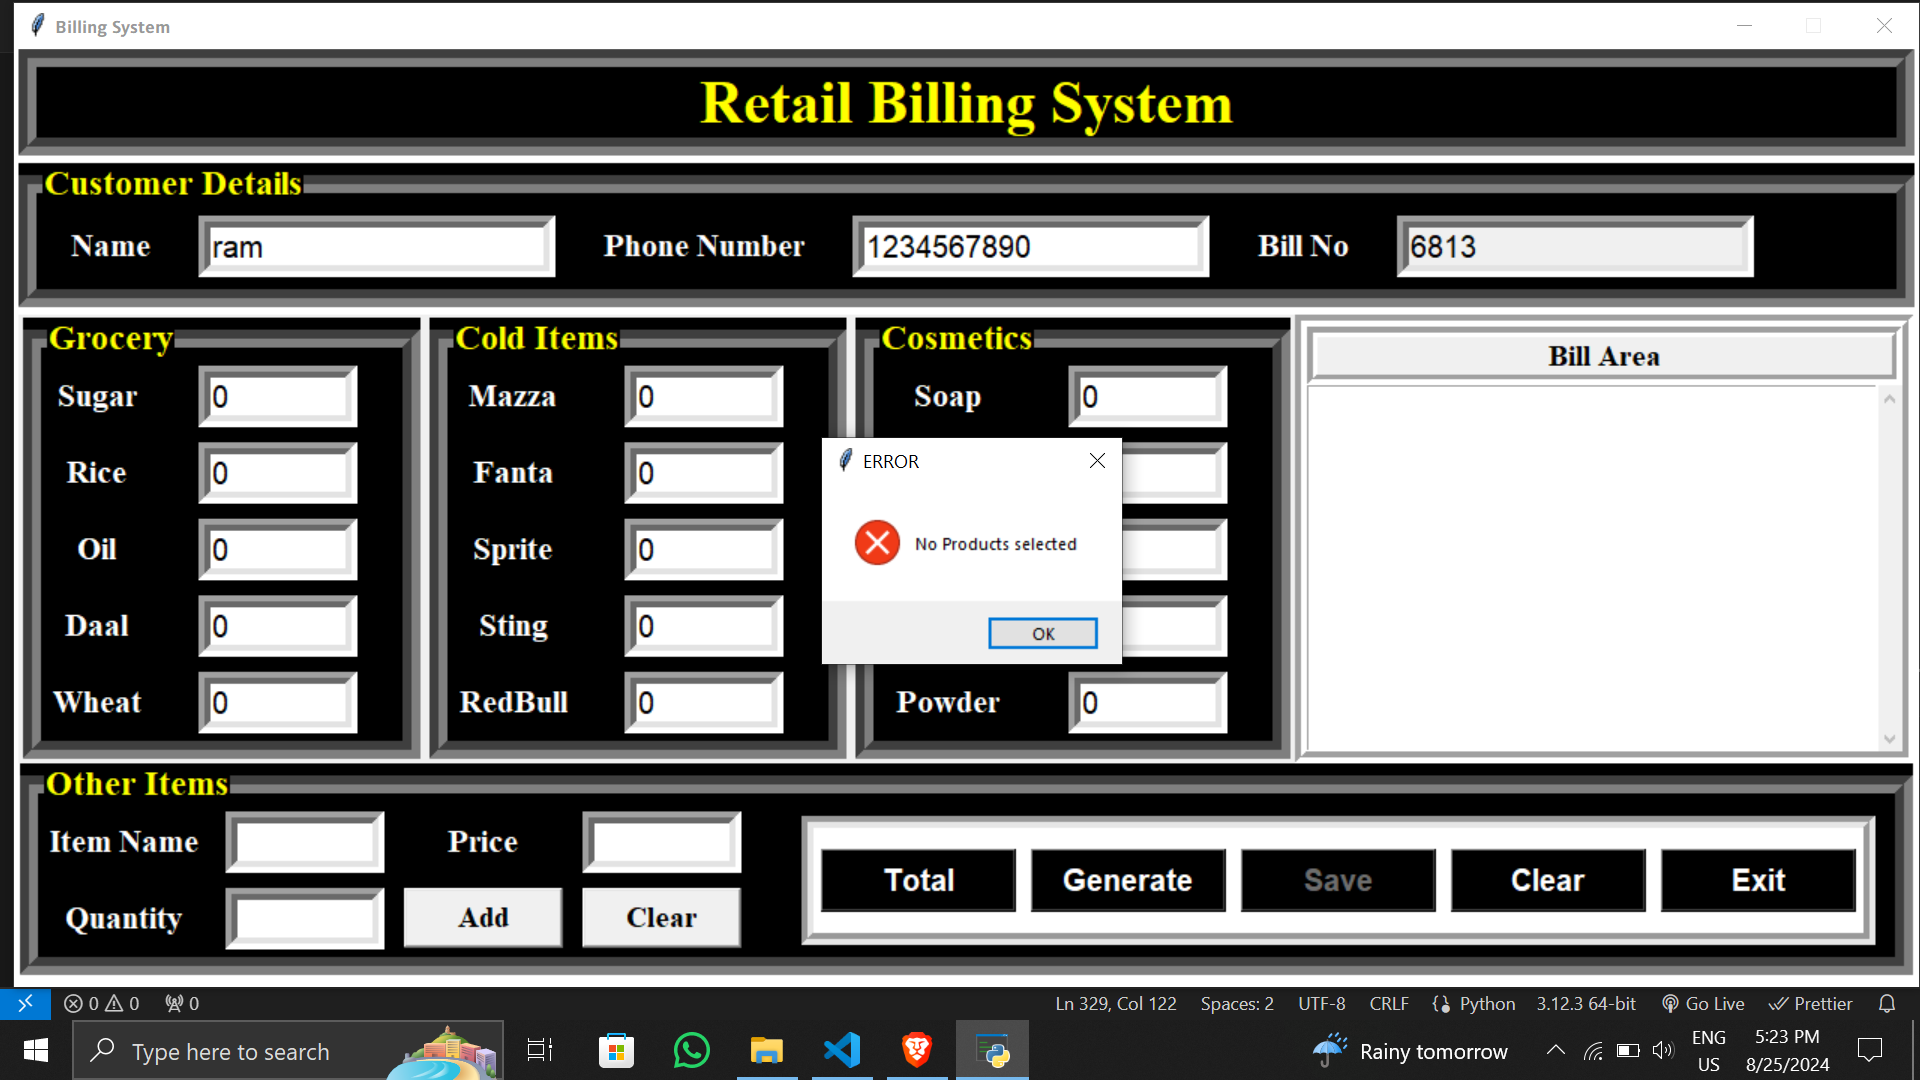 Billing System
Retail Billing System
Customer Details
Name ram Phone Number 1234567890 Bill No 6813
Grocery Cold Items Cosmetics
Bill Area
Sugar 0 Mazza 0 Soap 0
Rice 0 Fanta 0
Oil 0 Sprite 0
Daal 0 Sting 0
Wheat 0 RedBull 0 Powder 0
ERROR
No Products selected
OK
Other Items
Item Name Price
Quantity Add Clear
Total Generate Save Clear Exit
0 0 0 Ln 329, Col 122 Spaces: 2 UTF-8 CRLF Python 3.12.3 64-bit Go Live Prettier
Type here to search
Rainy tomorrow
ENG
US
5:23 PM
8/25/2024